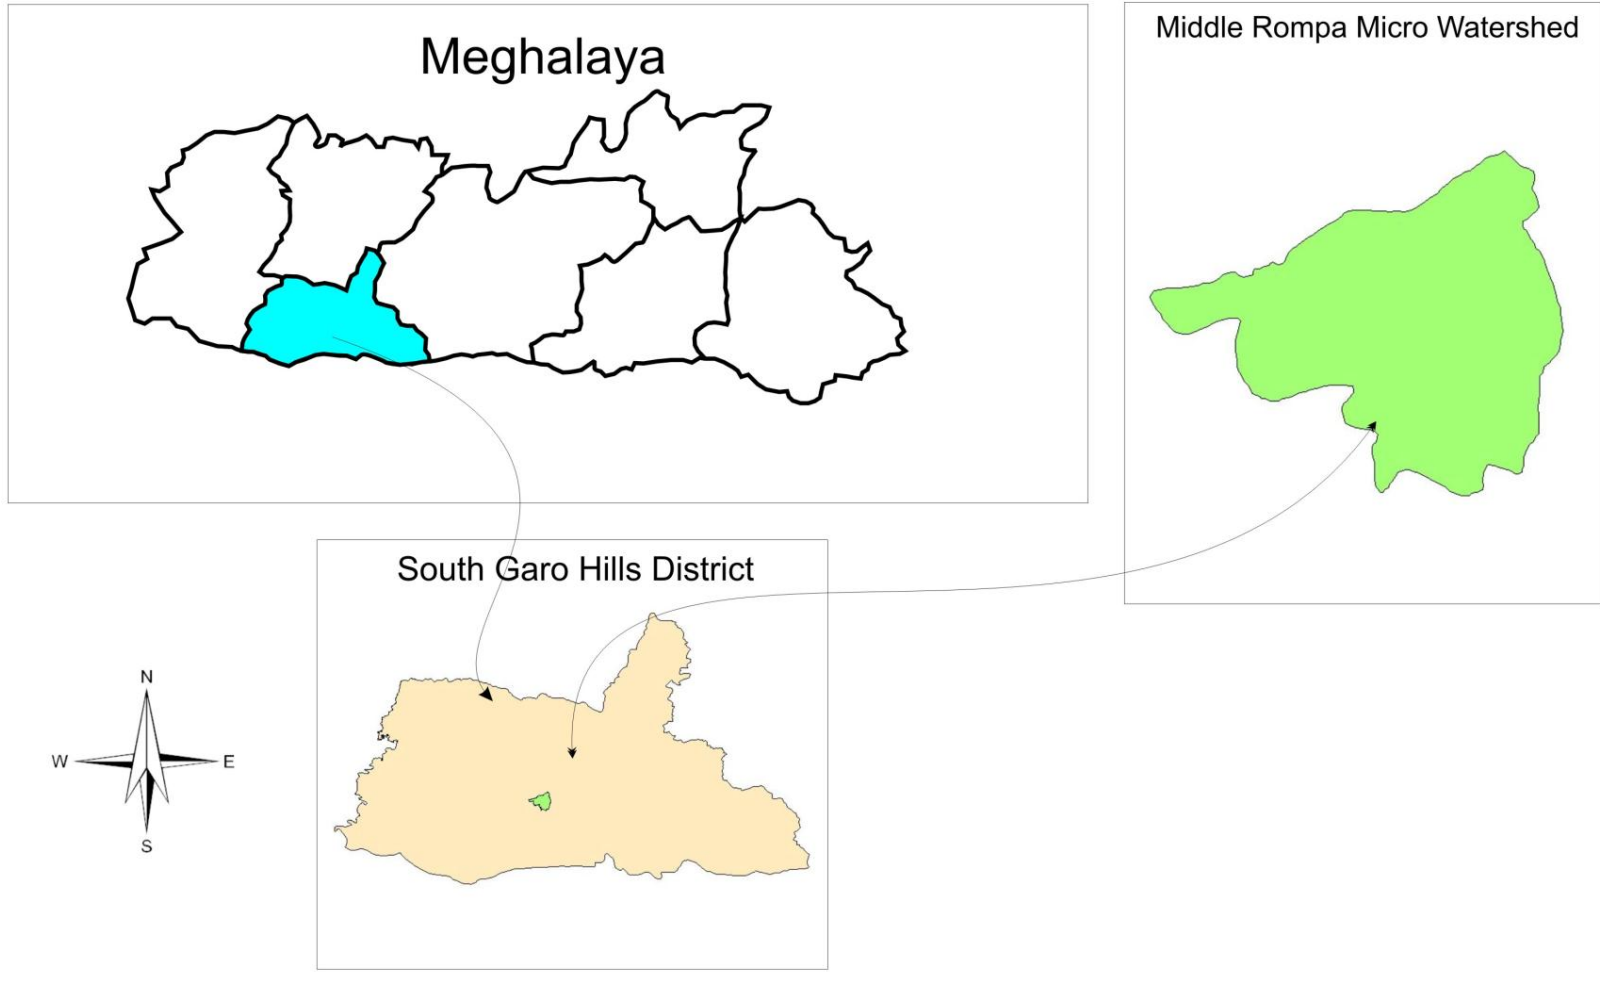 Meghalaya
Middle Rompa Micro Watershed
South Garo Hills District
N
W
E
S